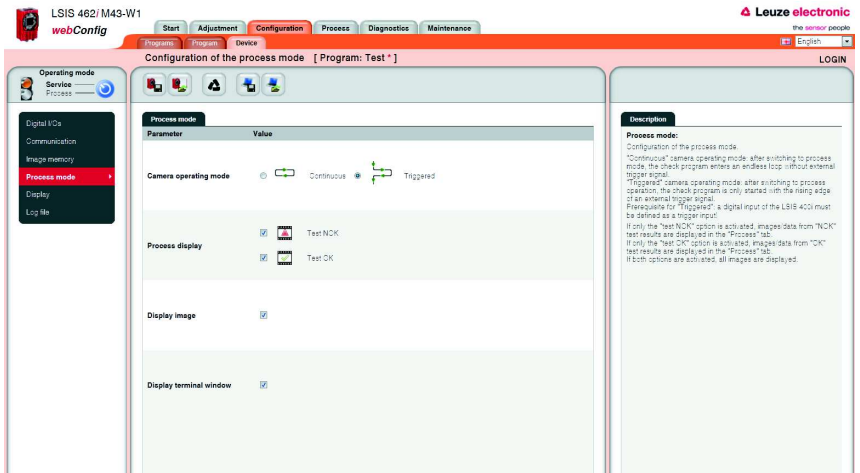 LSIS 462i M43-W1
webConfig
Leuze electronic
the sensor people
Start Adjustment Configuration Process Diagnostics Maintenance
Programs Program Device
English
Configuration of the process mode [ Program: Test * ]
LOGIN
Operating mode
Service
Process
Digital I/Os
Communication
Image memory
Process mode
Display
Log file
Process mode
Parameter Value
Camera operating mode Continuous Triggered
Process display Test NOK
Test OK
Display image
Display terminal window
Description
Process mode:
Configuration of the process mode.
"Continuous" camera operating mode: after switching to process
mode, the check program enters an endless loop without external
trigger signal.
"Triggered" camera operating mode: after switching to process
operation, the check program is only started with the rising edge
of an external trigger signal.
Prerequisite for "Triggered": a digital input of the LSIS 400i must
be defined as a trigger input!
If only the "test NOK" option is activated, images/data from "NOK"
test results are displayed in the "Process" tab.
If only the "test OK" option is activated, images/data from "OK"
test results are displayed in the "Process" tab.
If both options are activated, all images are displayed.